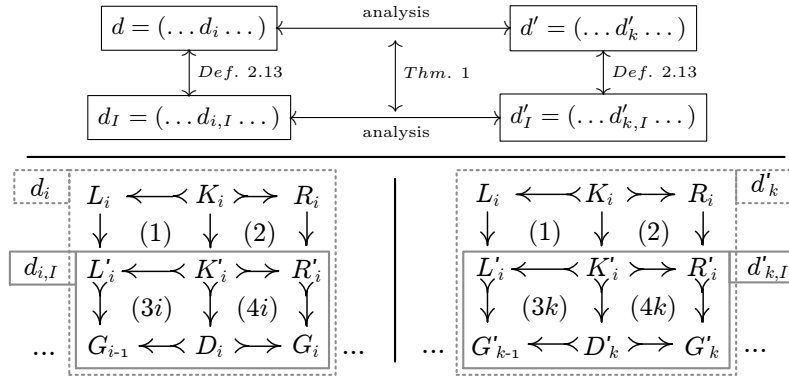 analysis
d = (... d_i ...) d′ = (... d′_k ...)
Def. 2.13 Thm. 1 Def. 2.13
d_I = (... d_{i,I} ...) d′_I = (... d′_{k,I} ...)
analysis
d_i L_i K_i R_i L_i K_i R_i d'_k
(1) (2) (1) (2)
d_{i,I} L'_i K'_i R'_i L'_i K'_i R'_i d'_{k,I}
(3i) (4i) (3k) (4k)
... G_{i-1} D_i G_i ... ... G'_{k-1} D'_k G'_k ...